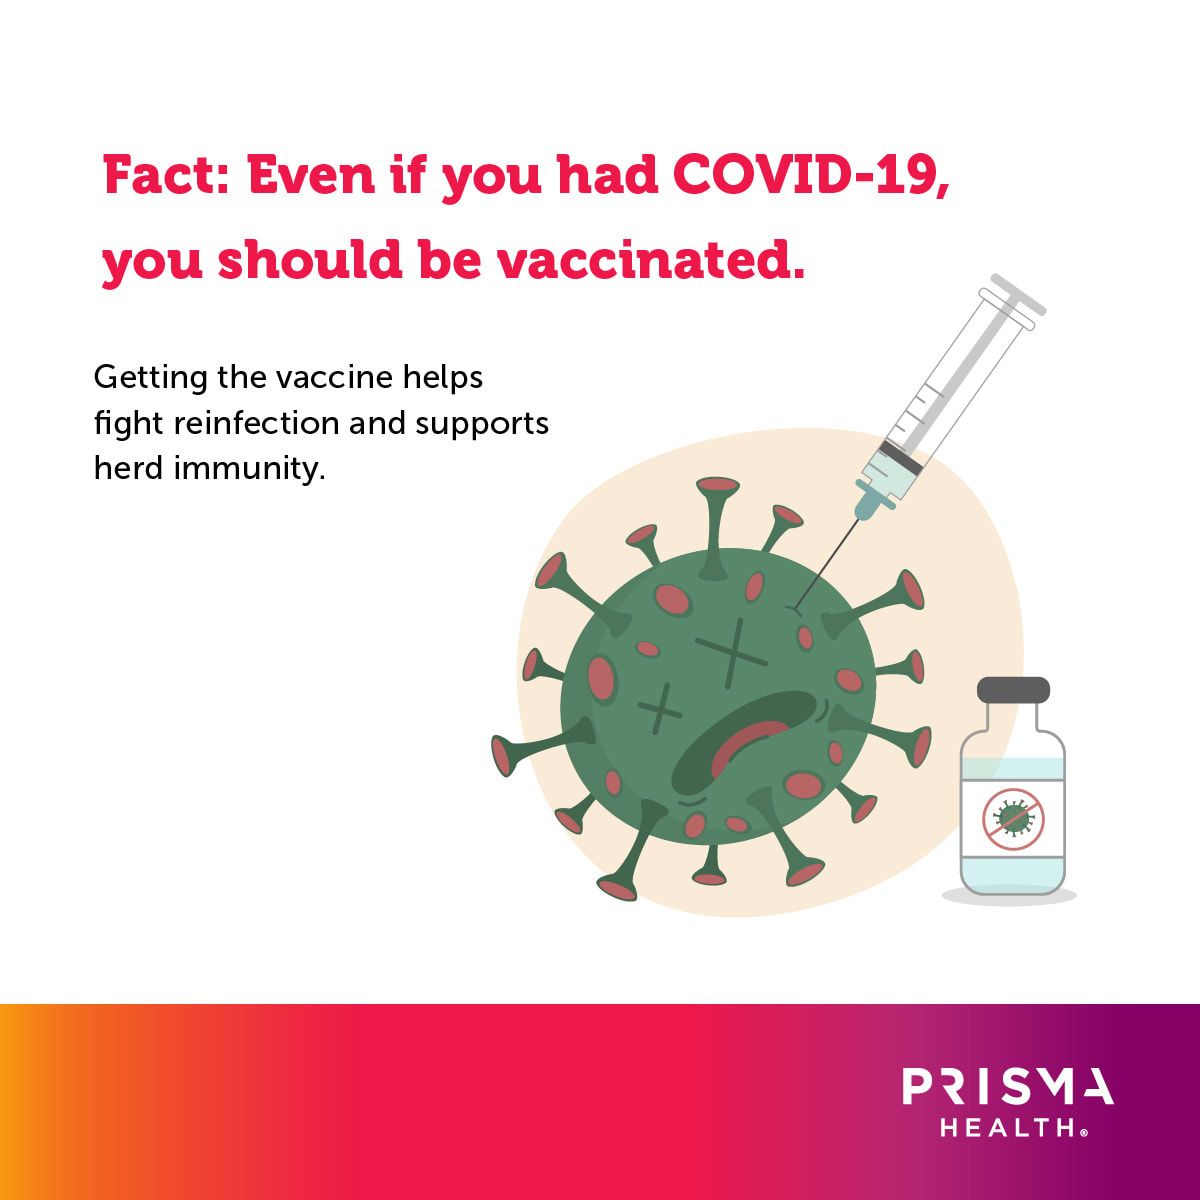 Fact: Even if you had COVID-19,
you should be vaccinated.
Getting the vaccine helps
fight reinfection and supports
herd immunity.
PRISMA
HEALTH®